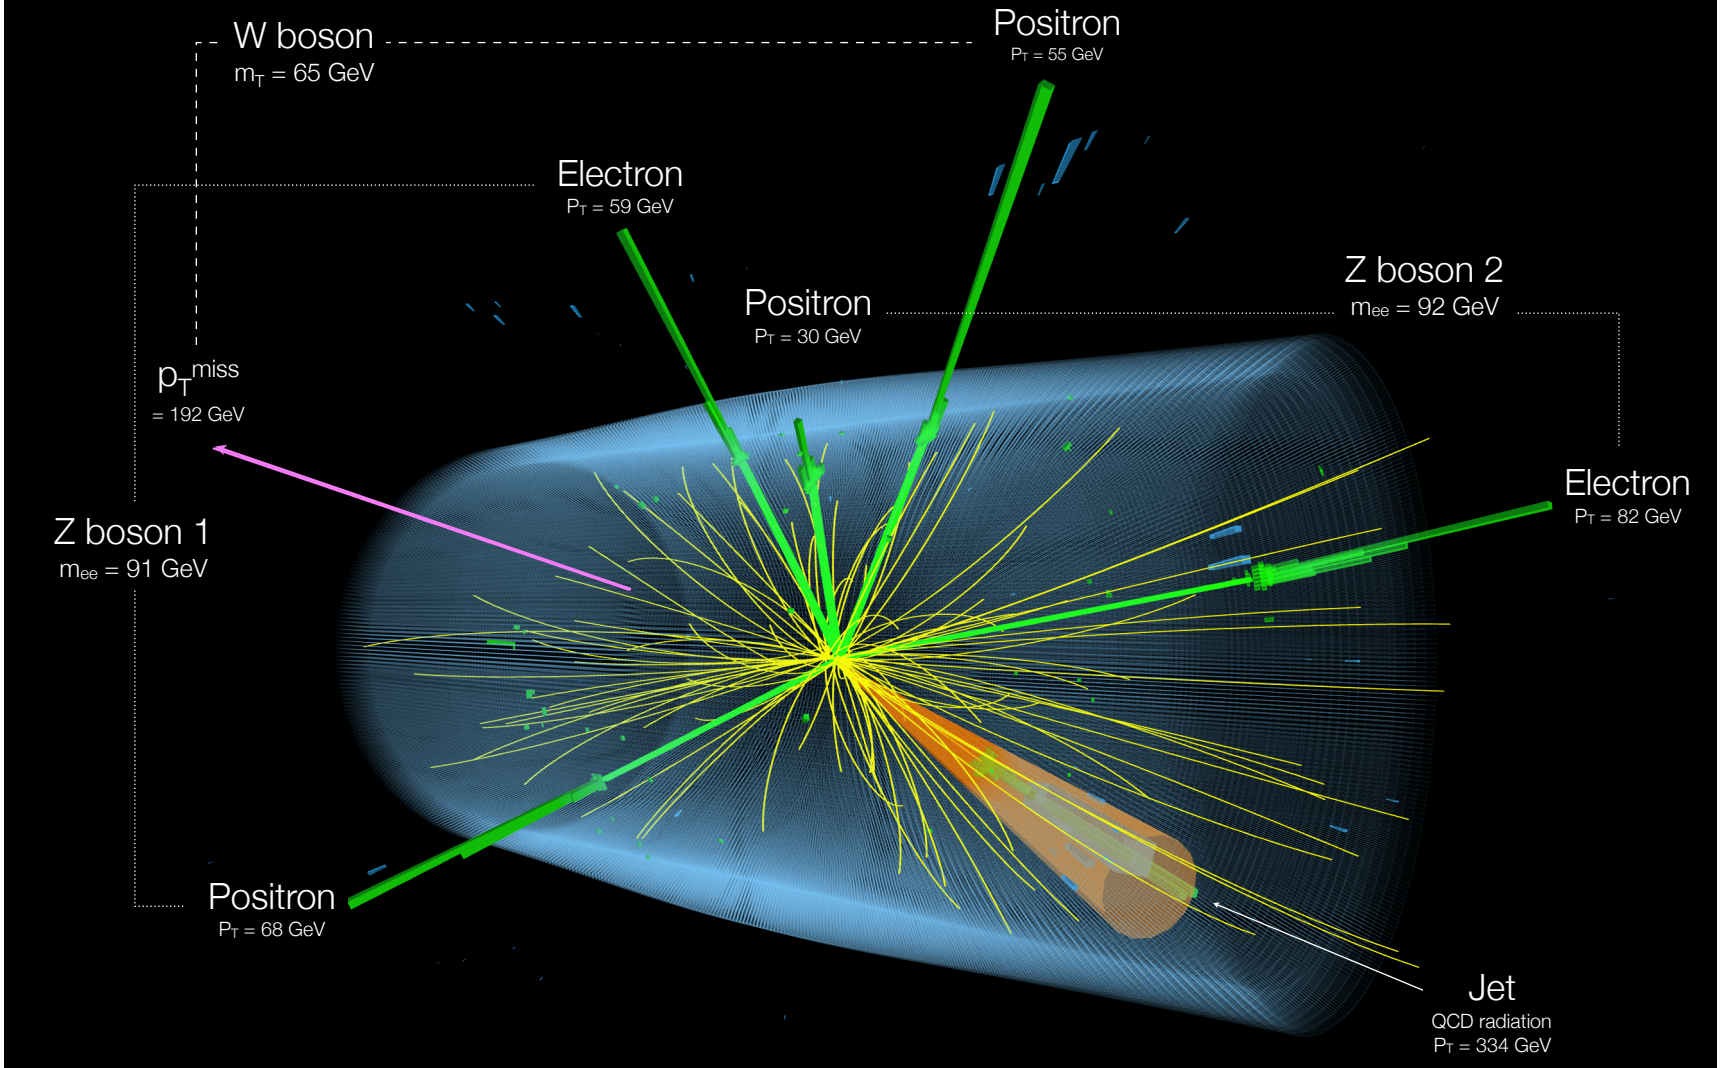 W boson
mT = 65 GeV
Positron
PT = 55 GeV
Electron
PT = 59 GeV
Positron
PT = 30 GeV
Z boson 2
mee = 92 GeV
pT^miss
= 192 GeV
Z boson 1
mee = 91 GeV
Electron
PT = 82 GeV
Positron
PT = 68 GeV
Jet
QCD radiation
PT = 334 GeV